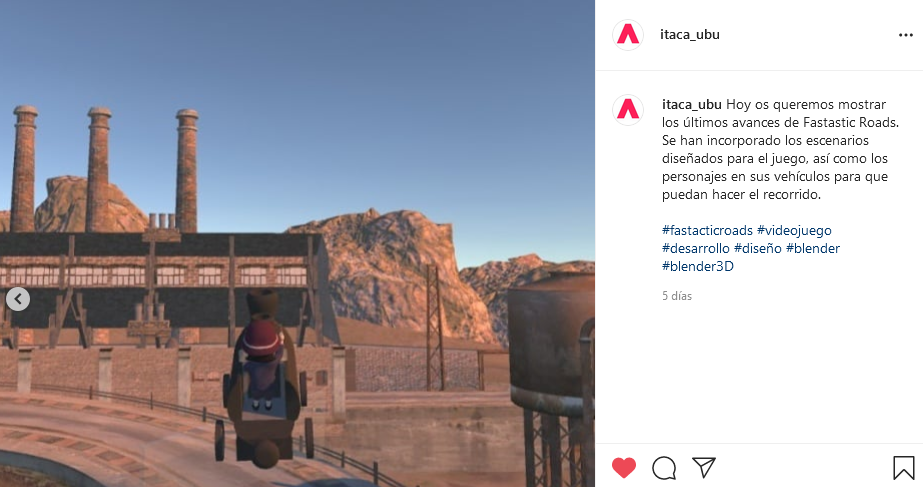 itaca_ubu
itaca_ubu Hoy os queremos mostrar
los últimos avances de Fastastic Roads.
Se han incorporado los escenarios
diseñados para el juego, así como los
personajes en sus vehículos para que
puedan hacer el recorrido.
#fastacticroads #videojuego
#desarrollo #diseño #blender
#blender3D
5 días